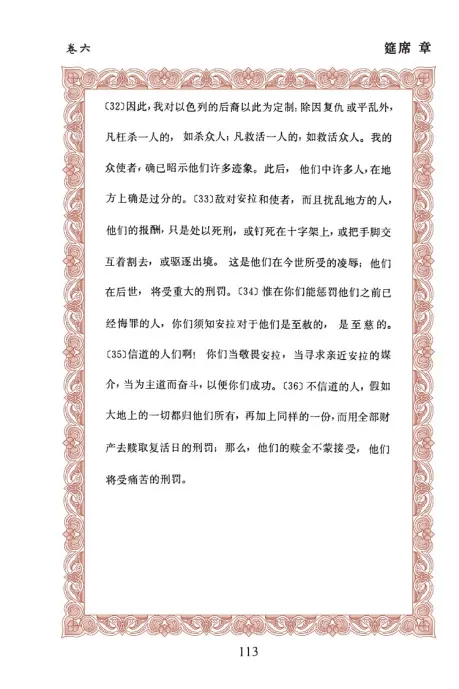 卷六
筵席 章
〔32〕因此，我对以色列的后裔以此为定制；除因复仇或平乱外，
凡枉杀一人的， 如杀众人；凡救活一人的，如救活众人。我的
众使者，确已昭示他们许多迹象。此后， 他们中许多人，在地
方上确是过分的。〔33〕敌对安拉和使者，而且扰乱地方的人，
他们的报酬，只是处以死刑，或钉死在十字架上，或把手脚交
互着割去，或驱逐出境。 这是他们在今世所受的凌辱；他们
在后世，将受重大的刑罚。〔34〕惟在你们能惩罚他们之前已
经悔罪的人，你们须知安拉对于他们是至赦的， 是至慈的。
〔35〕信道的人们啊！你们当敬畏安拉，当寻求亲近安拉的媒
介，当为主道而奋斗，以便你们成功。〔36〕不信道的人，假如
大地上的一切都归他们所有，再加上同样的一份，而用全部财
产去赎取复活日的刑罚；那么，他们的赎金不蒙接受，他们
将受痛苦的刑罚。
113